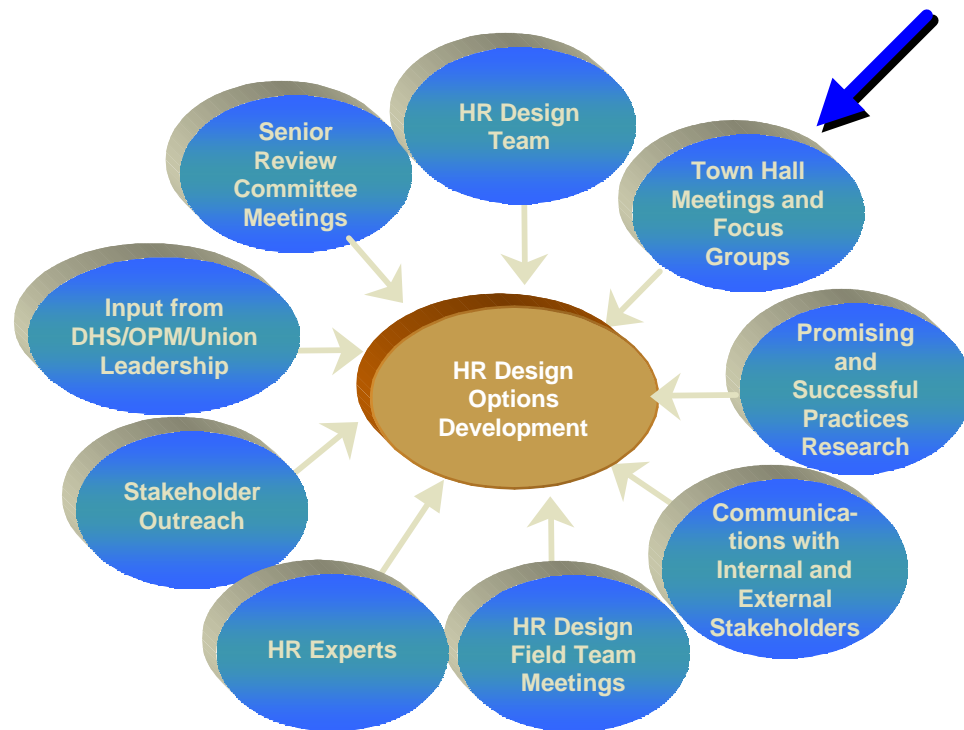 HR Design
Team
Senior
Review
Committee
Meetings
Town Hall
Meetings and
Focus
Groups
Input from
DHS/OPM/Union
Leadership
HR Design
Options
Development
Promising
and
Successful
Practices
Research
Stakeholder
Outreach
Communica-
tions with
Internal and
External
Stakeholders
HR Experts
HR Design
Field Team
Meetings